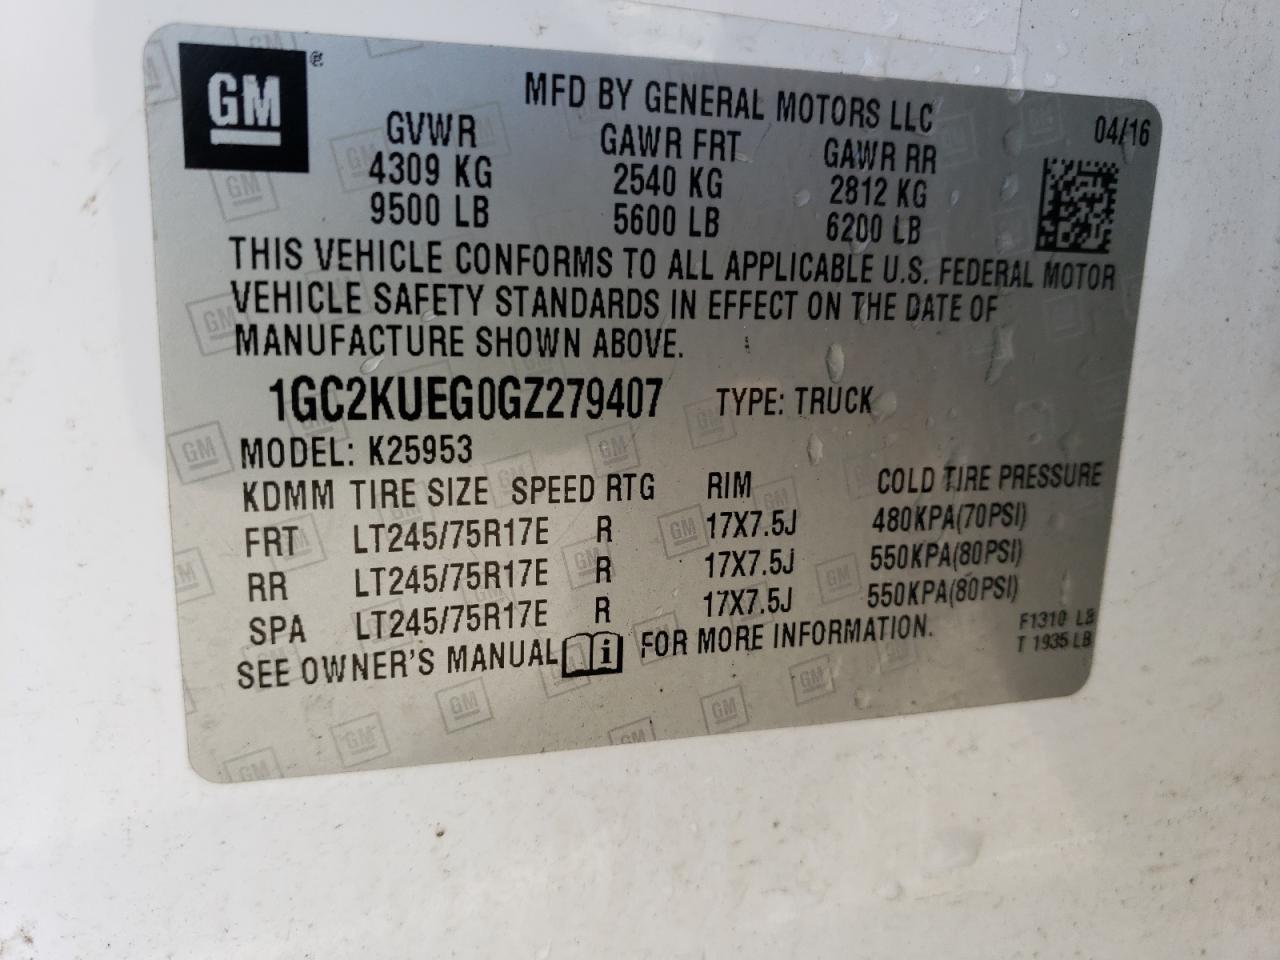 GM ®
MFD BY GENERAL MOTORS LLC
04/16
GVWR GAWR FRT GAWR RR
4309 KG 2540 KG 2812 KG
9500 LB 5600 LB 6200 LB
THIS VEHICLE CONFORMS TO ALL APPLICABLE U.S. FEDERAL MOTOR
VEHICLE SAFETY STANDARDS IN EFFECT ON THE DATE OF
MANUFACTURE SHOWN ABOVE.
1GC2KUEG0GZ279407 TYPE: TRUCK
MODEL: K25953
KDMM TIRE SIZE SPEED RTG RIM COLD TIRE PRESSURE
FRT LT245/75R17E R 17X7.5J 480KPA(70PSI)
RR LT245/75R17E R 17X7.5J 550KPA(80PSI)
SPA LT245/75R17E R 17X7.5J 550KPA(80PSI)
SEE OWNER'S MANUAL i FOR MORE INFORMATION.
F1310 LB
T 1935 LB